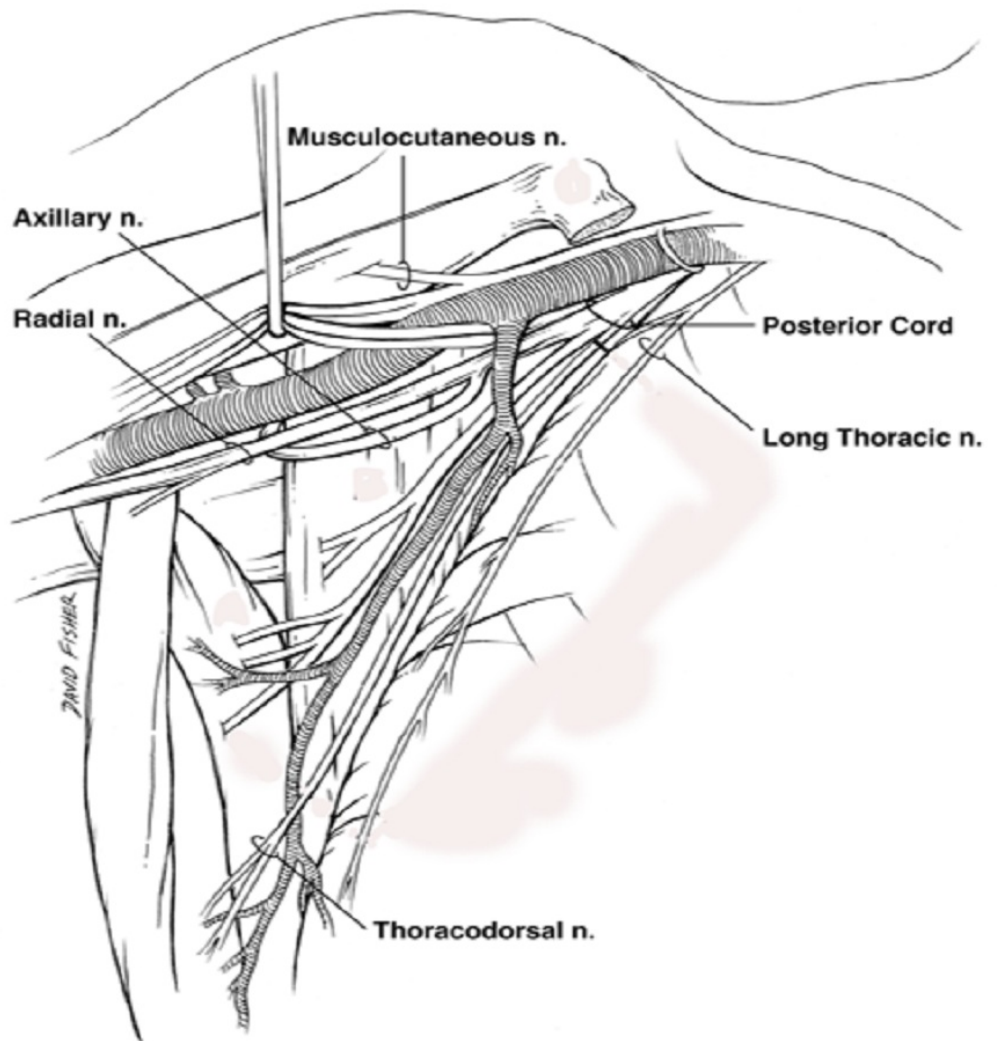 Musculocutaneous n.
Axillary n.
Radial n.
Posterior Cord
Long Thoracic n.
DAVID FISHER
Thoracodorsal n.